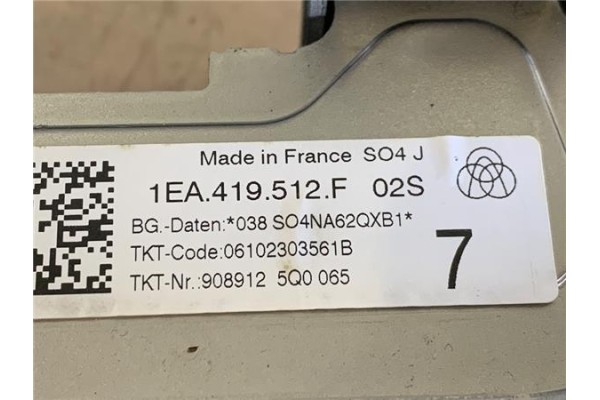 Made in France SO4 J
1EA.419.512.F 02S
BG.-Daten:*038 SO4NA62QXB1*
TKT-Code:06102303561B
TKT-Nr.:908912 5Q0 065
7